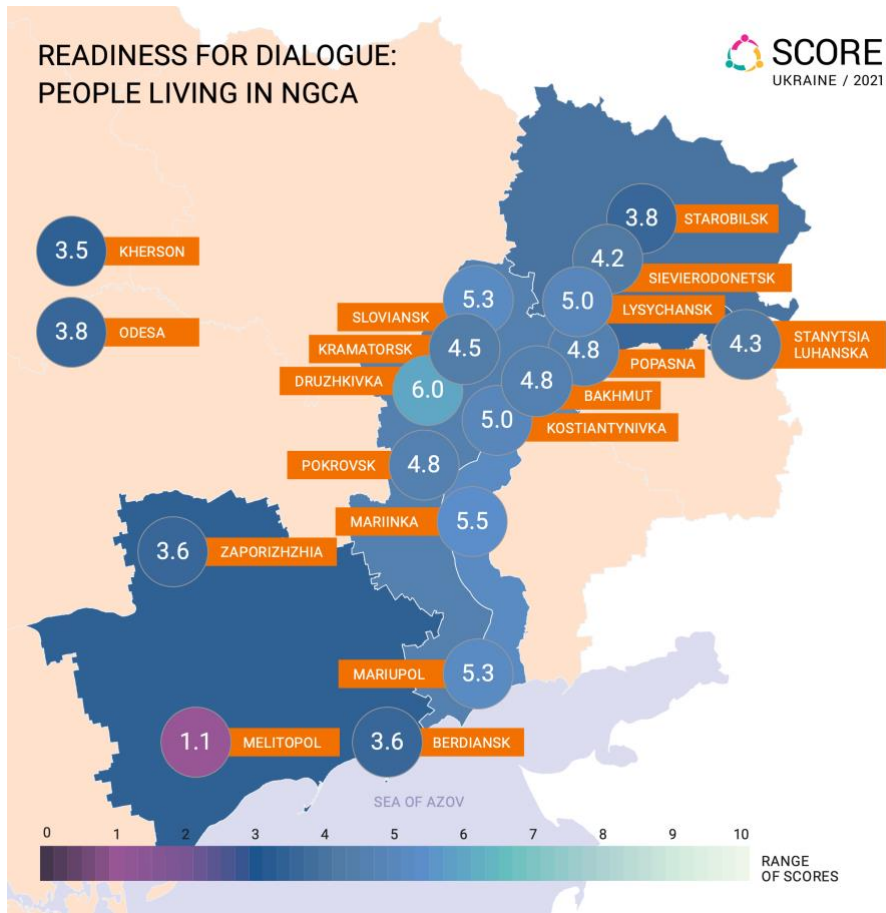 READINESS FOR DIALOGUE:
PEOPLE LIVING IN NGCA
SCORE
UKRAINE / 2021
3.8 STAROBILSK
3.5 KHERSON
4.2 SIEVIERODONETSK
5.3 SLOVIANSK
5.0 LYSYCHANSK
3.8 ODESA
4.3 STANYTSIA
LUHANSKA
KRAMATORSK 4.5
4.8 POPASNA
DRUZHKIVKA 6.0
4.8 BAKHMUT
5.0 KOSTIANTYNIVKA
POKROVSK 4.8
MARIINKA 5.5
3.6 ZAPORIZHZHIA
MARIUPOL 5.3
1.1 MELITOPOL
3.6 BERDIANSK
SEA OF AZOV
0 1 2 3 4 5 6 7 8 9 10
RANGE
OF SCORES